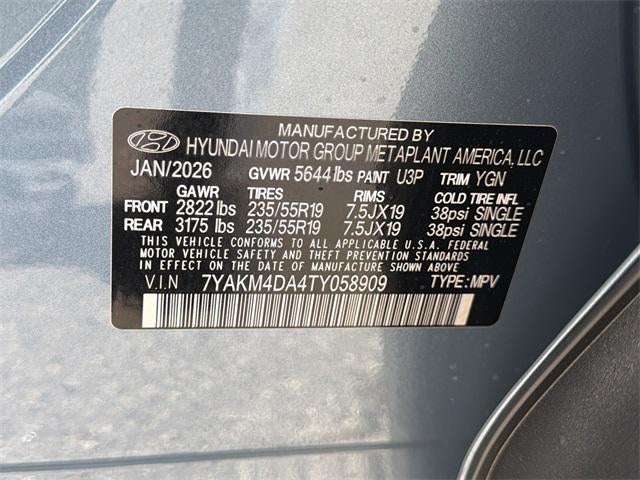 MANUFACTURED BY
HYUNDAI MOTOR GROUP METAPLANT AMERICA, LLC
JAN/2026 GVWR 5644 lbs PAINT U3P TRIM YGN
GAWR TIRES RIMS COLD TIRE INFL
FRONT 2822 lbs 235/55R19 7.5JX19 38psi SINGLE
REAR 3175 lbs 235/55R19 7.5JX19 38psi SINGLE
THIS VEHICLE CONFORMS TO ALL APPLICABLE U.S.A. FEDERAL
MOTOR VEHICLE SAFETY AND THEFT PREVENTION STANDARDS
IN EFFECT ON THE DATE OF MANUFACTURE SHOWN ABOVE.
V.I.N 7YAKM4DA4TY058909 TYPE: MPV